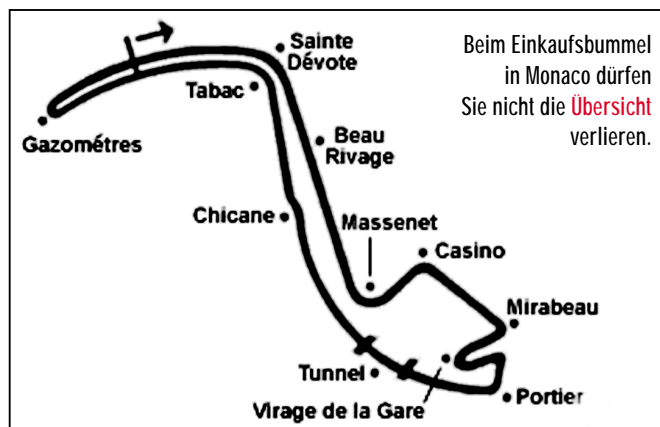 Beim Einkaufsbummel
in Monaco dürfen
Sie nicht die Übersicht
verlieren.
Sainte
Dévote
Tabac
Gazométres
Beau
Rivage
Chicane
Massenet
Casino
Mirabeau
Tunnel
Virage de la Gare
Portier